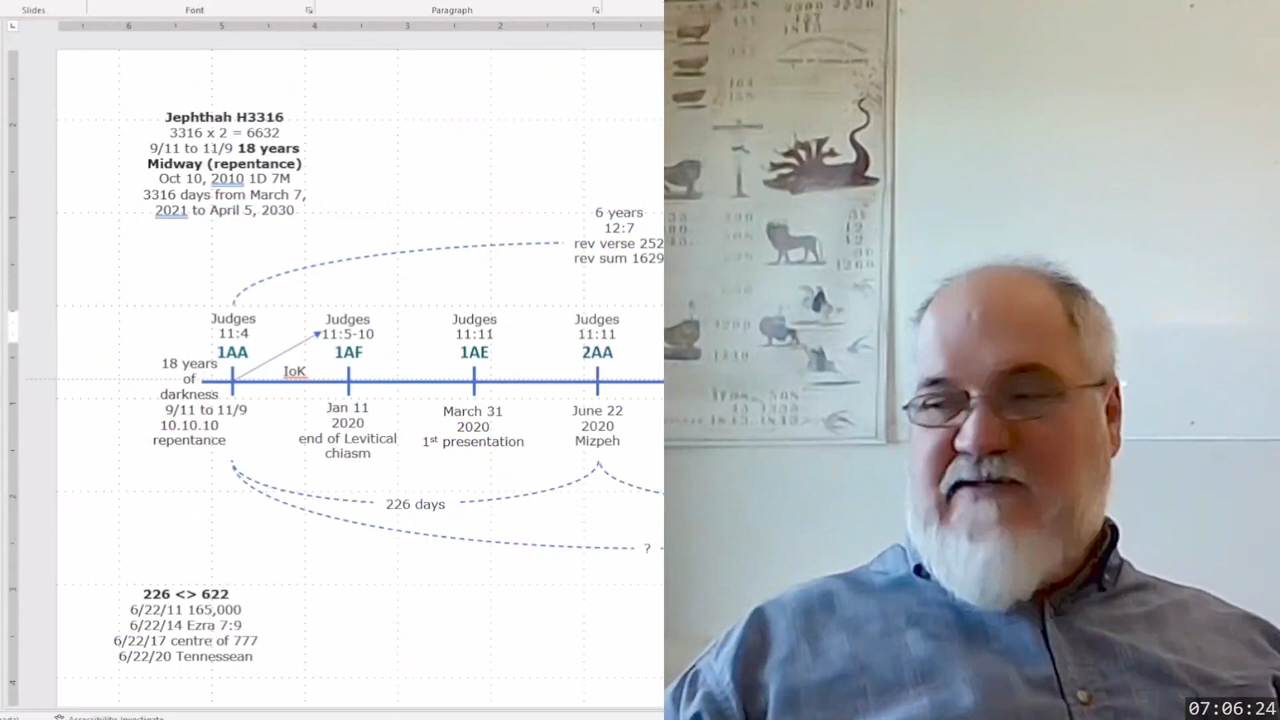 Slides
Font
Paragraph
6 5 4 3 2 1
Jephthah H3316
3316 x 2 = 6632
9/11 to 11/9 18 years
Midway (repentance)
Oct 10, 2010 1D 7M
3316 days from March 7,
2021 to April 5, 2030
6 years
12:7
rev verse 252
rev sum 1629
Judges
11:4
1AA
Judges
11:5-10
1AF
Judges
11:11
1AE
Judges
11:11
2AA
18 years
of
darkness
9/11 to 11/9
10.10.10
repentance
IoK
Jan 11
2020
end of Levitical
chiasm
March 31
2020
1st presentation
June 22
2020
Mizpeh
226 days
?
226 <> 622
6/22/11 165,000
6/22/14 Ezra 7:9
6/22/17 centre of 777
6/22/20 Tennessean
07:06:24